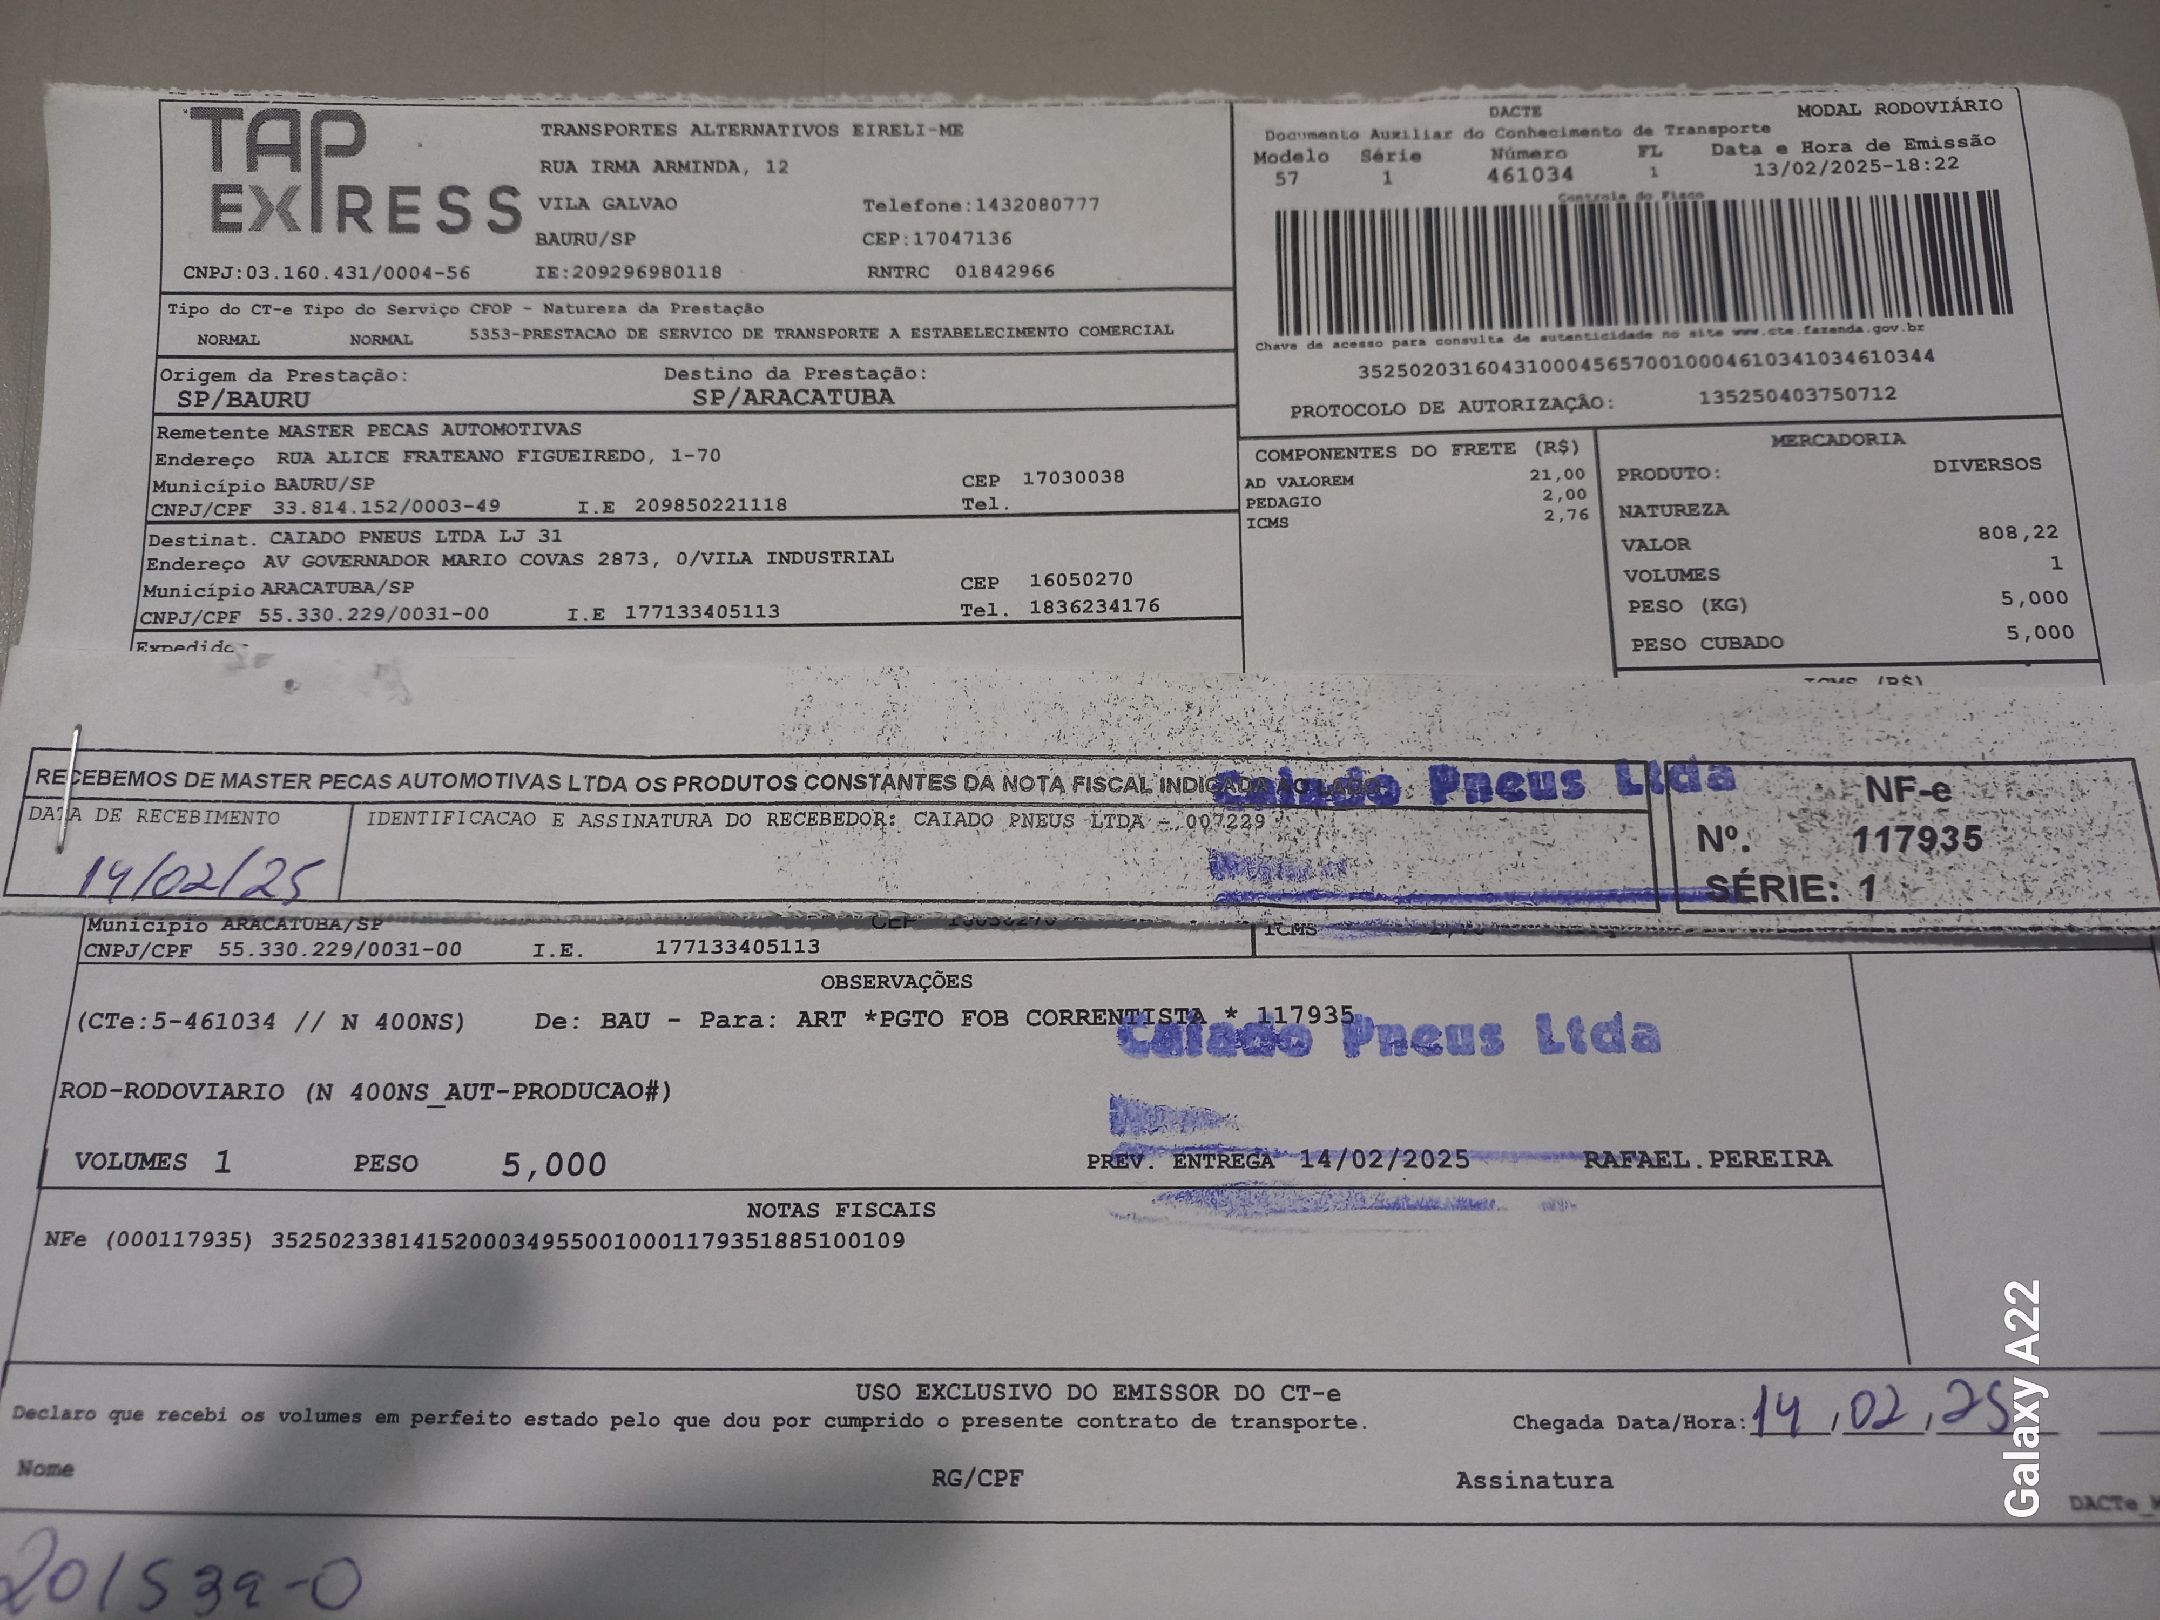 TAP
EXPRESS
TRANSPORTES ALTERNATIVOS EIRELI-ME
RUA IRMA ARMINDA, 12
VILA GALVAO Telefone:1432080777
BAURU/SP CEP:17047136
CNPJ:03.160.431/0004-56 IE:209296980118 RNTRC 01842966
DACTE MODAL RODOVIÁRIO
Documento Auxiliar do Conhecimento de Transporte
Modelo Série Número FL Data e Hora de Emissão
57 1 461034 1 13/02/2025-18:22
Controle do Fisco
Chave de acesso para consulta de autenticidade no site www.cte.fazenda.gov.br
35250203160431000456570010004610341034610344
PROTOCOLO DE AUTORIZAÇÃO: 135250403750712
Tipo do CT-e Tipo do Serviço CFOP - Natureza da Prestação
NORMAL NORMAL 5353-PRESTACAO DE SERVICO DE TRANSPORTE A ESTABELECIMENTO COMERCIAL
Origem da Prestação: Destino da Prestação:
SP/BAURU SP/ARACATUBA
Remetente MASTER PECAS AUTOMOTIVAS
Endereço RUA ALICE FRATEANO FIGUEIREDO, 1-70
Município BAURU/SP CEP 17030038
CNPJ/CPF 33.814.152/0003-49 I.E 209850221118 Tel.
Destinat. CAIADO PNEUS LTDA LJ 31
Endereço AV GOVERNADOR MARIO COVAS 2873, 0/VILA INDUSTRIAL
Município ARACATUBA/SP CEP 16050270
CNPJ/CPF 55.330.229/0031-00 I.E 177133405113 Tel. 1836234176
COMPONENTES DO FRETE (R$)
AD VALOREM 21,00
PEDAGIO 2,00
ICMS 2,76
MERCADORIA
PRODUTO: DIVERSOS
NATUREZA
VALOR 808,22
VOLUMES 1
PESO (KG) 5,000
PESO CUBADO 5,000
ICMS (R$)
RECEBEMOS DE MASTER PECAS AUTOMOTIVAS LTDA OS PRODUTOS CONSTANTES DA NOTA FISCAL INDICADA AO LADO
Caiado Pneus Ltda
DATA DE RECEBIMENTO IDENTIFICACAO E ASSINATURA DO RECEBEDOR: CAIADO PNEUS LTDA - 007229
14/02/25
NF-e
Nº. 117935
SÉRIE: 1
Município ARACATUBA/SP CEP 16050270 ICMS
CNPJ/CPF 55.330.229/0031-00 I.E. 177133405113
OBSERVAÇÕES
(CTe:5-461034 // N 400NS) De: BAU - Para: ART *PGTO FOB CORRENTISTA * 117935
Caiado Pneus Ltda
ROD-RODOVIARIO (N 400NS_AUT-PRODUCAO#)
VOLUMES 1 PESO 5,000 PREV. ENTREGA 14/02/2025 RAFAEL.PEREIRA
NOTAS FISCAIS
NFe (000117935) 35250233814152000349550010001179351885100109
USO EXCLUSIVO DO EMISSOR DO CT-e
Declaro que recebi os volumes em perfeito estado pelo que dou por cumprido o presente contrato de transporte. Chegada Data/Hora: 14,02,25
Nome RG/CPF Assinatura
DACTe
201539-0
Galaxy A22